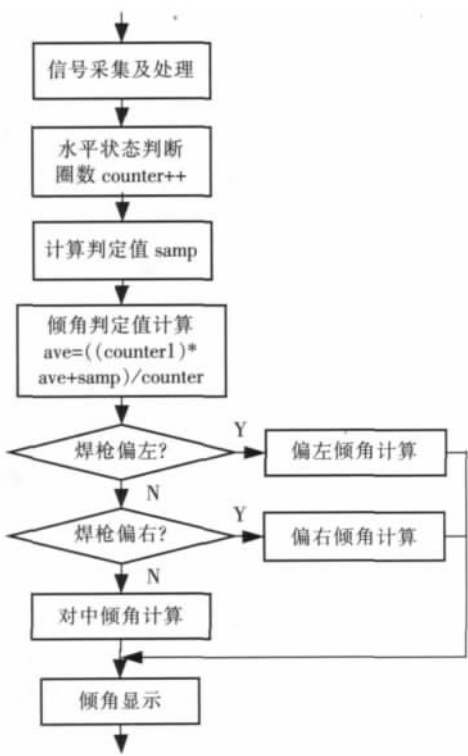 信号采集及处理
水平状态判断
圈数 counter++
计算判定值 samp
倾角判定值计算
ave=((counter1)*
ave+samp)/counter
焊枪偏左?
Y
偏左倾角计算
N
焊枪偏右?
Y
偏右倾角计算
N
对中倾角计算
倾角显示